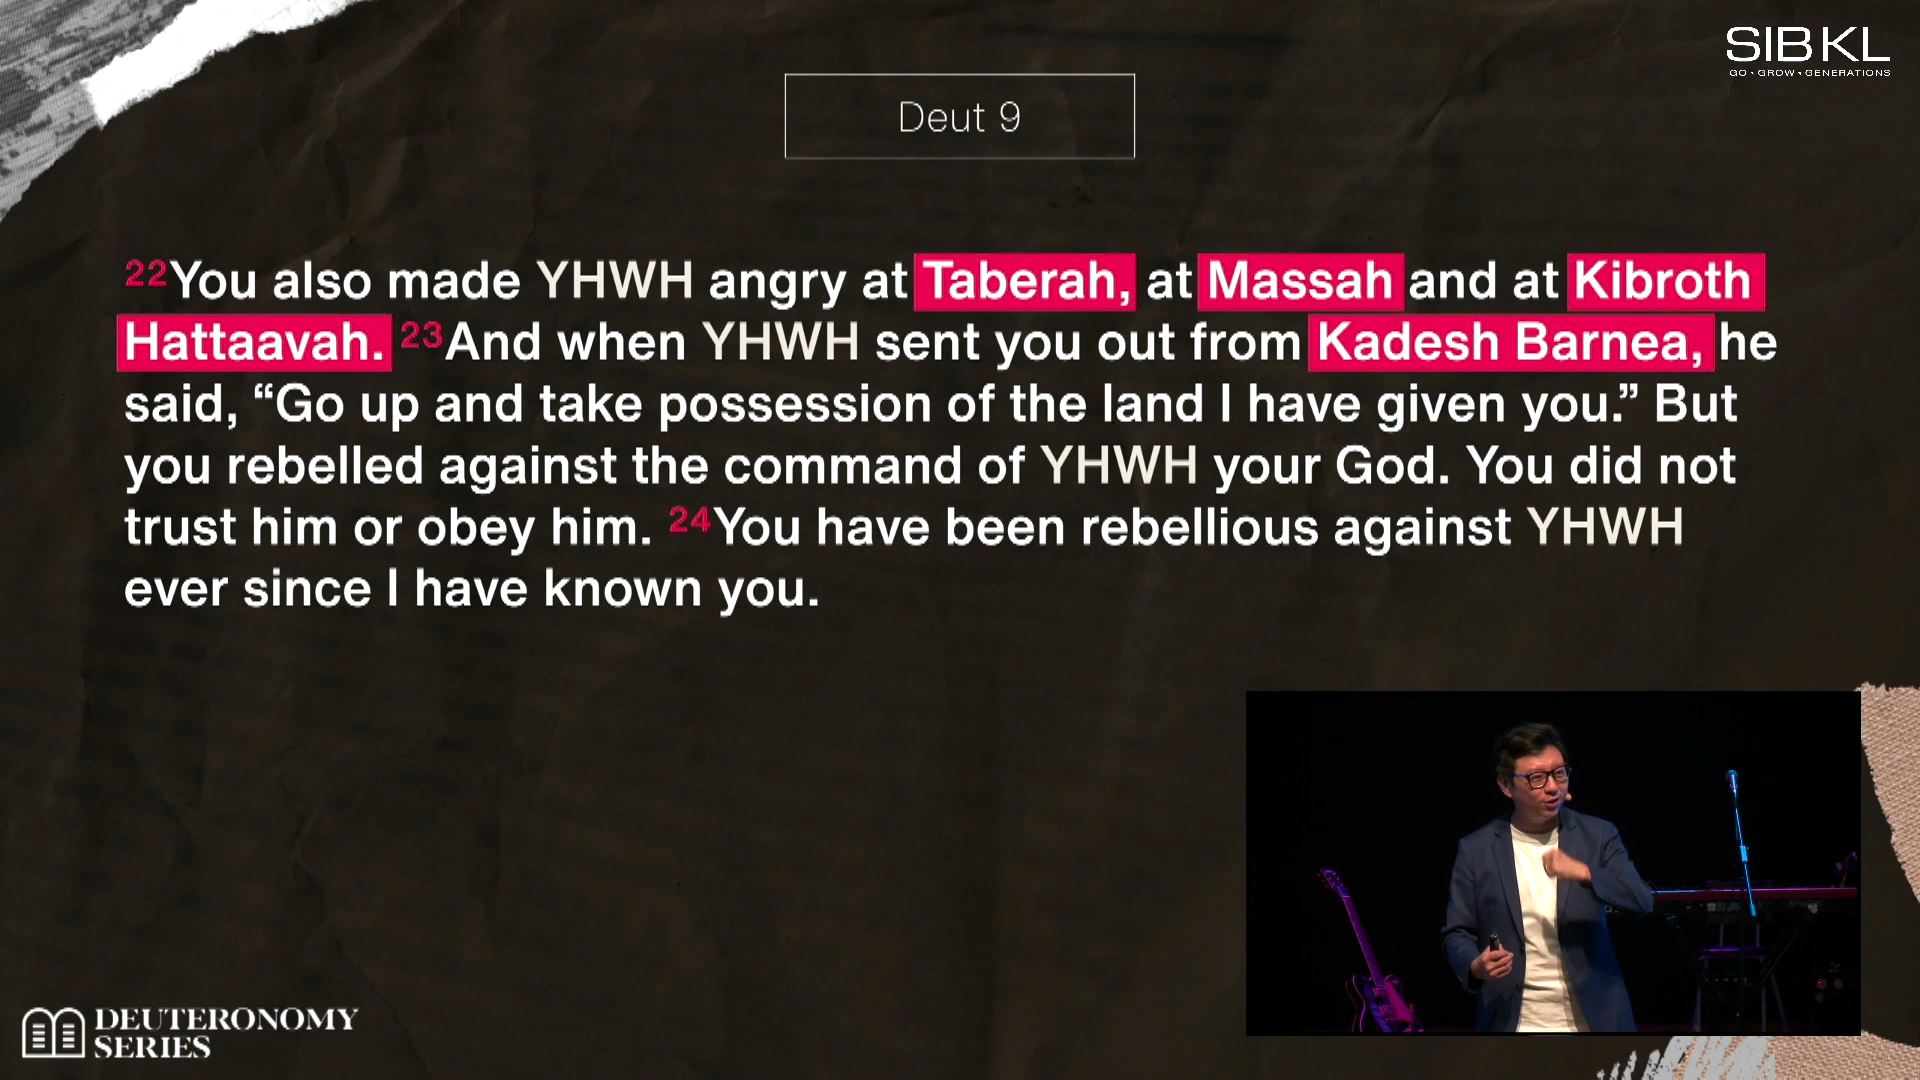 SIBKL
GO • GROW • GENERATIONS
Deut 9
22You also made YHWH angry at Taberah, at Massah and at Kibroth
Hattaavah. 23And when YHWH sent you out from Kadesh Barnea, he
said, “Go up and take possession of the land I have given you.” But
you rebelled against the command of YHWH your God. You did not
trust him or obey him. 24You have been rebellious against YHWH
ever since I have known you.
DEUTERONOMY
SERIES